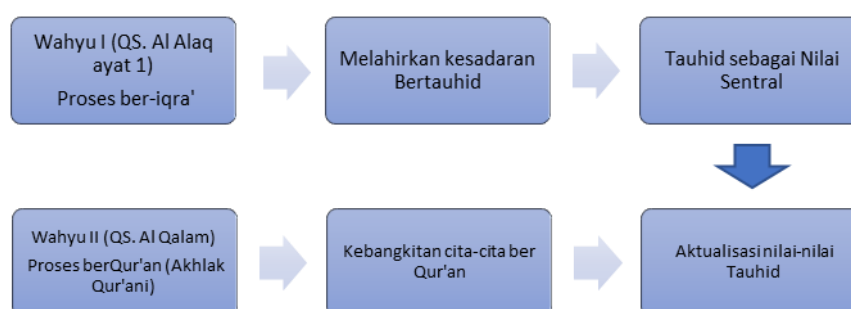 Wahyu I (QS. Al Alaq
ayat 1)
Proses ber-iqra'
Melahirkan kesadaran
Bertauhid
Tauhid sebagai Nilai
Sentral
Wahyu II (QS. Al Qalam)
Proses berQur'an (Akhlak
Qur'ani)
Kebangkitan cita-cita ber
Qur'an
Aktualisasi nilai-nilai
Tauhid